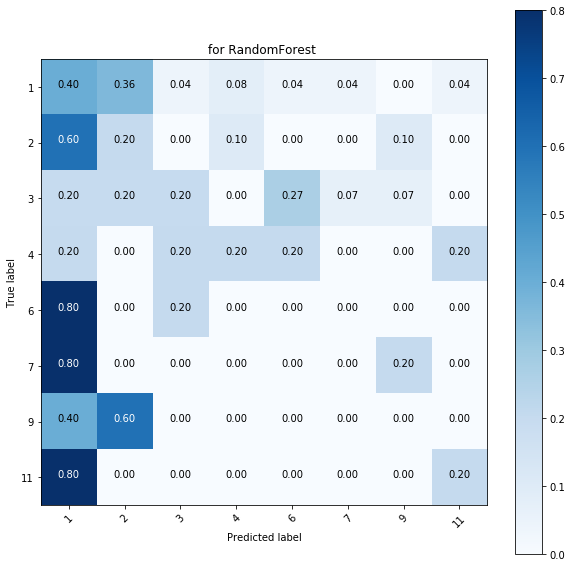 for RandomForest
1 0.40 0.36 0.04 0.08 0.04 0.04 0.00 0.04
2 0.60 0.20 0.00 0.10 0.00 0.00 0.10 0.00
3 0.20 0.20 0.20 0.00 0.27 0.07 0.07 0.00
4 0.20 0.00 0.20 0.20 0.20 0.00 0.00 0.20
6 0.80 0.00 0.20 0.00 0.00 0.00 0.00 0.00
7 0.80 0.00 0.00 0.00 0.00 0.00 0.20 0.00
9 0.40 0.60 0.00 0.00 0.00 0.00 0.00 0.00
11 0.80 0.00 0.00 0.00 0.00 0.00 0.00 0.20
1 2 3 4 6 7 9 11
True label
Predicted label
0.8
0.7
0.6
0.5
0.4
0.3
0.2
0.1
0.0